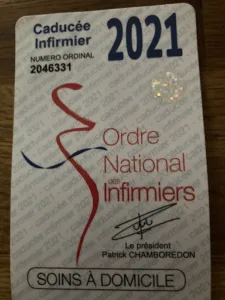 Caducée
Infirmier
2021
NUMERO ORDINAL
2046331
Ordre
National
des
Infirmiers
Le président
Patrick CHAMBOREDON
SOINS À DOMICILE